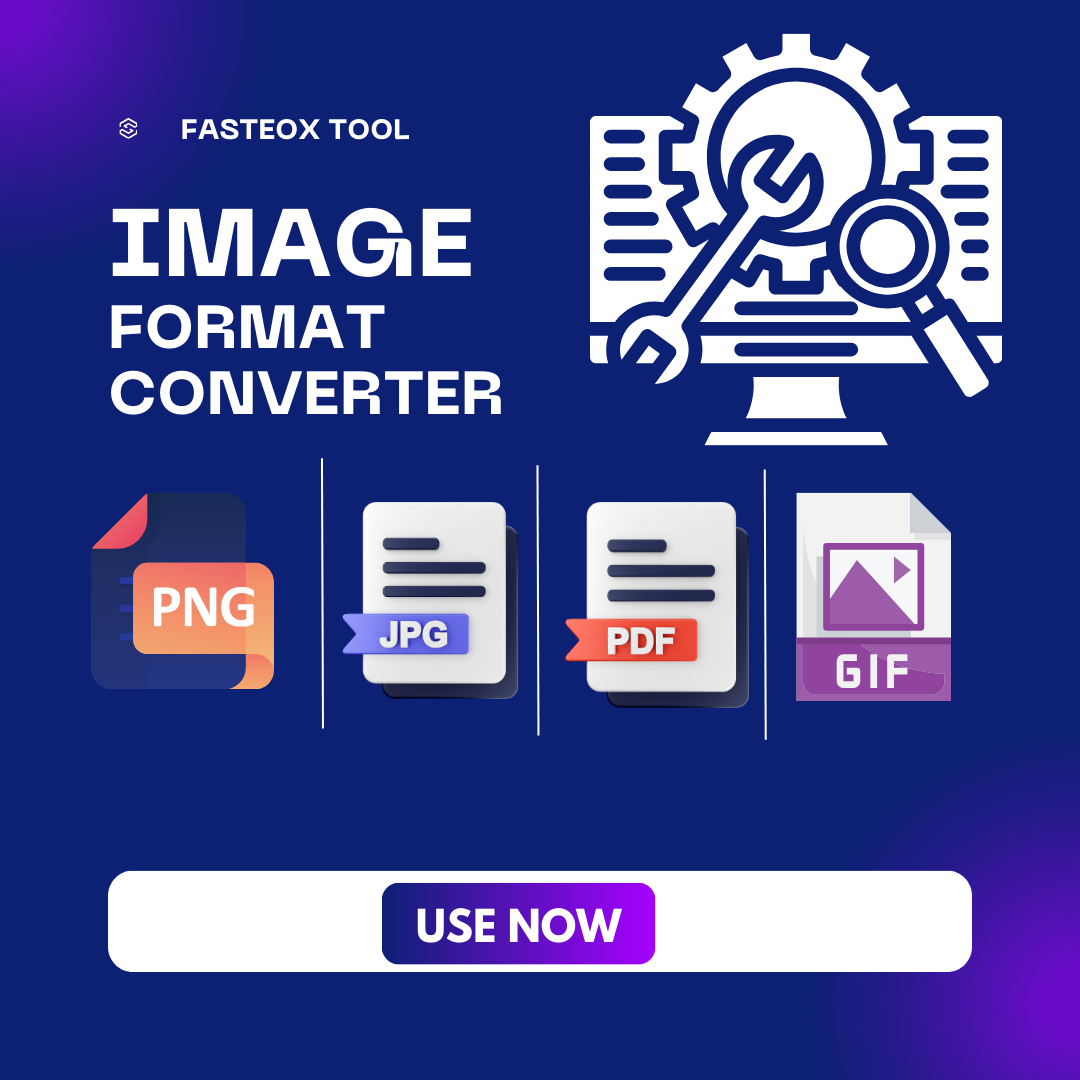 FASTEOX TOOL
IMAGE
FORMAT
CONVERTER
PNG
JPG
PDF
GIF
USE NOW